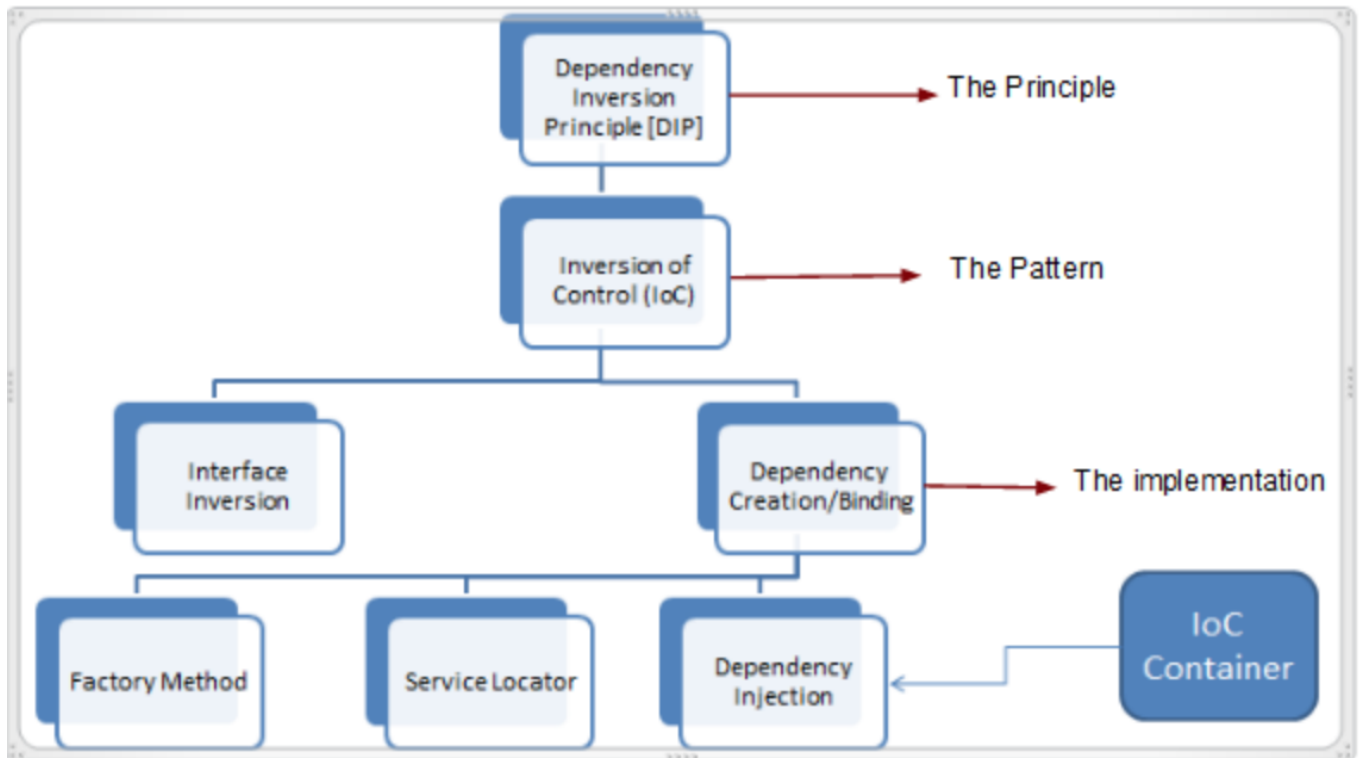 Dependency
Inversion
Principle [DIP]
The Principle
Inversion of
Control (IoC)
The Pattern
Interface
Inversion
Dependency
Creation/Binding
The implementation
Factory Method
Service Locator
Dependency
Injection
IoC
Container